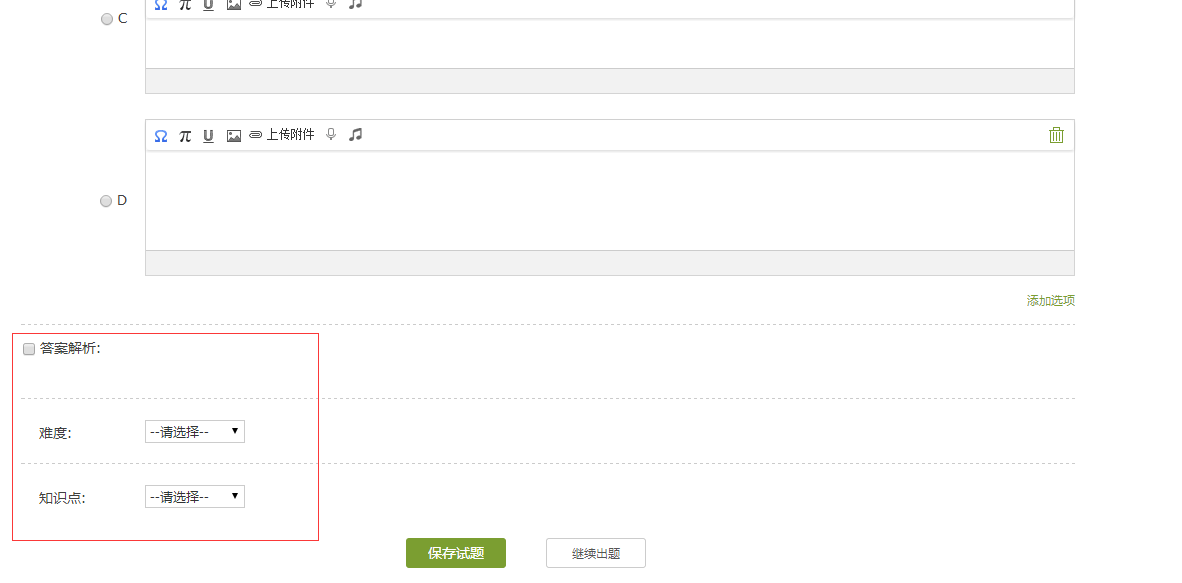 C
Ω π U 上传附件
Ω π U 上传附件
D
添加选项
答案解析:
难度: --请选择--
知识点: --请选择--
保存试题 继续出题